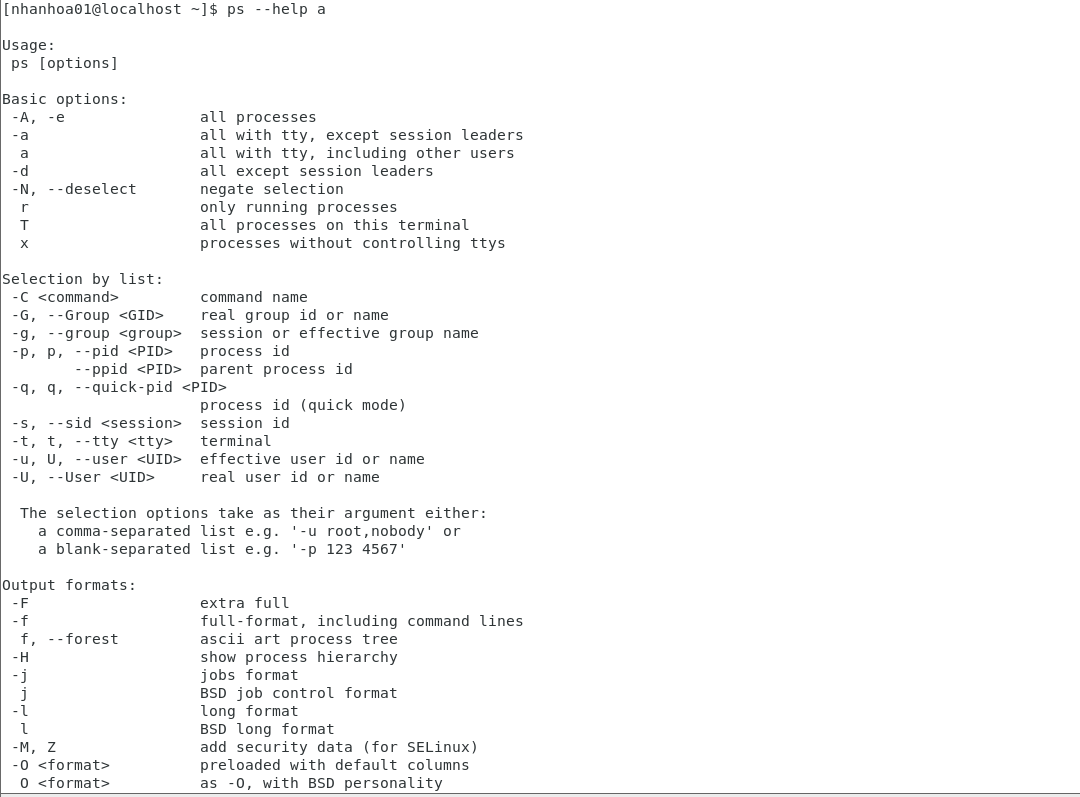 [nhanhoa01@localhost ~]$ ps --help a

Usage:
 ps [options]

Basic options:
 -A, -e               all processes
 -a                   all with tty, except session leaders
  a                   all with tty, including other users
 -d                   all except session leaders
 -N, --deselect       negate selection
  r                   only running processes
  T                   all processes on this terminal
  x                   processes without controlling ttys

Selection by list:
 -C <command>         command name
 -G, --Group <GID>    real group id or name
 -g, --group <group>  session or effective group name
 -p, p, --pid <PID>   process id
        --ppid <PID>  parent process id
 -q, q, --quick-pid <PID>
                      process id (quick mode)
 -s, --sid <session>  session id
 -t, t, --tty <tty>   terminal
 -u, U, --user <UID>  effective user id or name
 -U, --User <UID>     real user id or name

  The selection options take as their argument either:
    a comma-separated list e.g. '-u root,nobody' or
    a blank-separated list e.g. '-p 123 4567'

Output formats:
 -F                   extra full
 -f                   full-format, including command lines
  f, --forest         ascii art process tree
 -H                   show process hierarchy
 -j                   jobs format
  j                   BSD job control format
 -l                   long format
  l                   BSD long format
 -M, Z                add security data (for SELinux)
 -O <format>          preloaded with default columns
  O <format>          as -O, with BSD personality